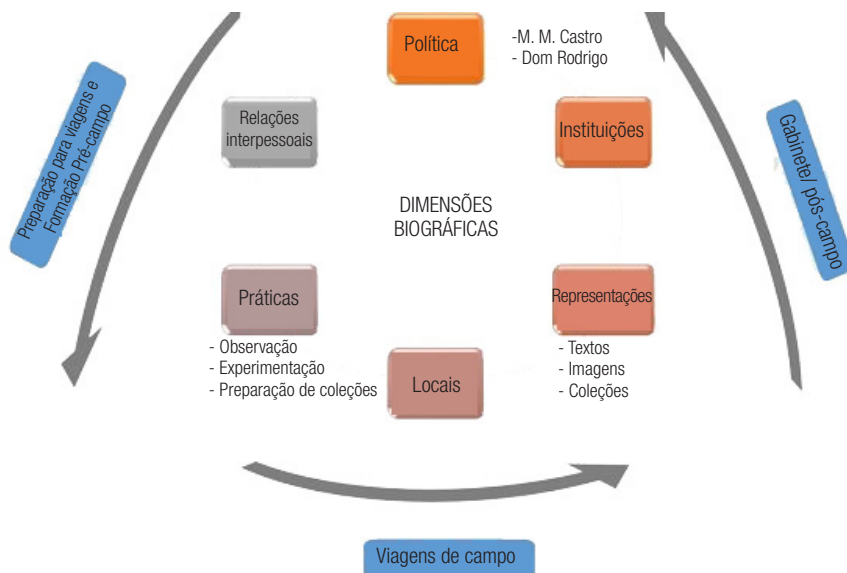 Política
-M. M. Castro
- Dom Rodrigo
Relações
interpessoais
Instituições
Preparação para viagens e
Formação Pré-campo
Gabinete/ pós-campo
DIMENSÕES
BIOGRÁFICAS
Práticas
- Observação
- Experimentação
- Preparação de coleções
Representações
- Textos
- Imagens
- Coleções
Locais
Viagens de campo